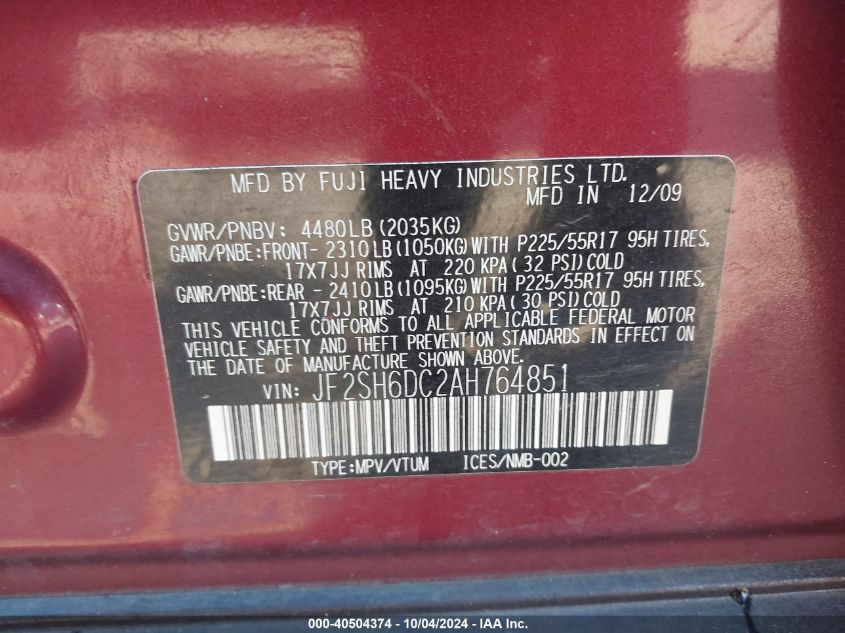 MFD BY FUJI HEAVY INDUSTRIES LTD.
MFD IN 12/09
GVWR/PNBV: 4480LB(2035KG)
GAWR/PNBE:FRONT- 2310LB(1050KG)WITH P225/55R17 95H TIRES,
17X7JJ RIMS AT 220 KPA(32 PSI)COLD
GAWR/PNBE:REAR - 2410LB(1095KG)WITH P225/55R17 95H TIRES,
17X7JJ RIMS AT 210 KPA(30 PSI)COLD
THIS VEHICLE CONFORMS TO ALL APPLICABLE FEDERAL MOTOR
VEHICLE SAFETY AND THEFT PREVENTION STANDARDS IN EFFECT ON
THE DATE OF MANUFACTURE SHOWN ABOVE.
VIN: JF2SH6DC2AH764851
TYPE:MPV/VTUM ICES/NMB-002
000-40504374 - 10/04/2024 - IAA Inc.